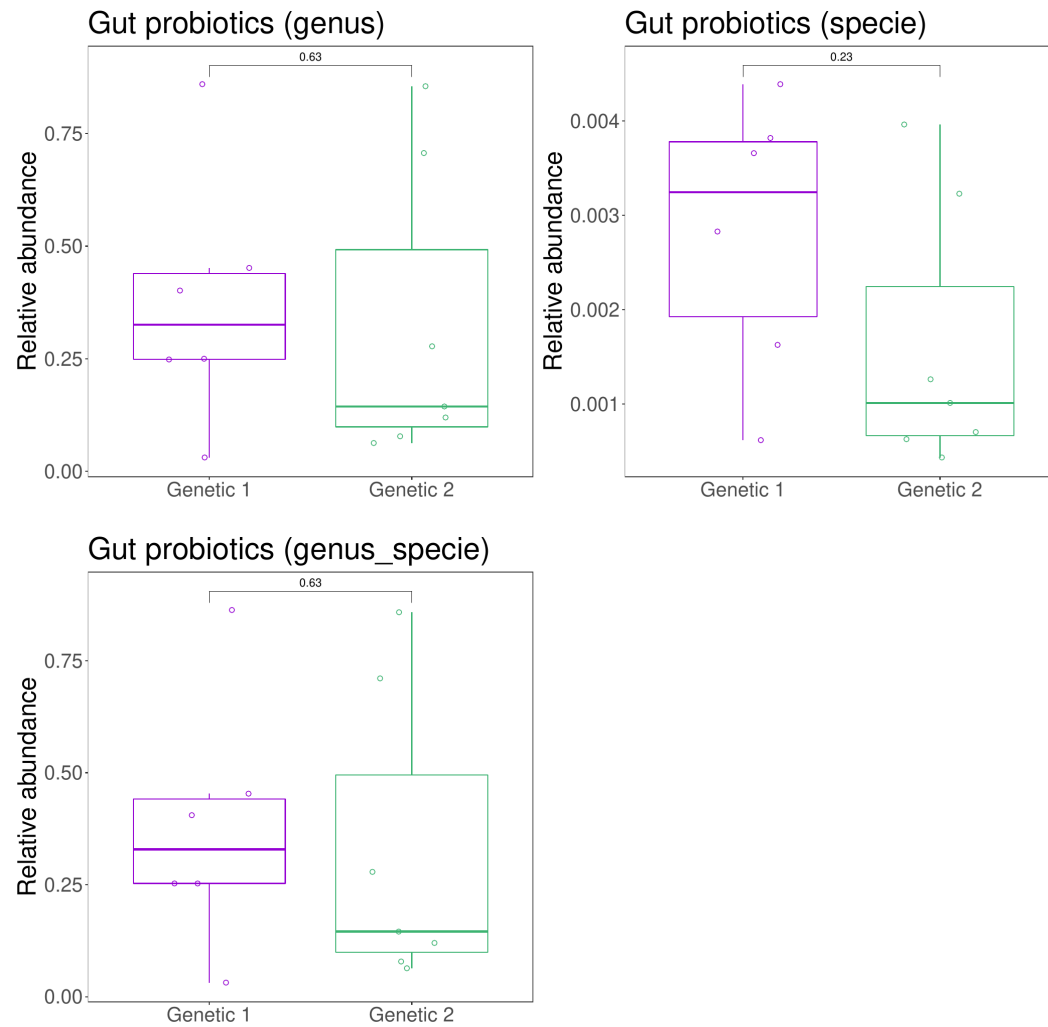 Gut probiotics (genus)
0.63
0.75
0.50
0.25
0.00
Relative abundance
Genetic 1
Genetic 2
Gut probiotics (specie)
0.23
0.004
0.003
0.002
0.001
Relative abundance
Genetic 1
Genetic 2
Gut probiotics (genus_specie)
0.63
0.75
0.50
0.25
0.00
Relative abundance
Genetic 1
Genetic 2